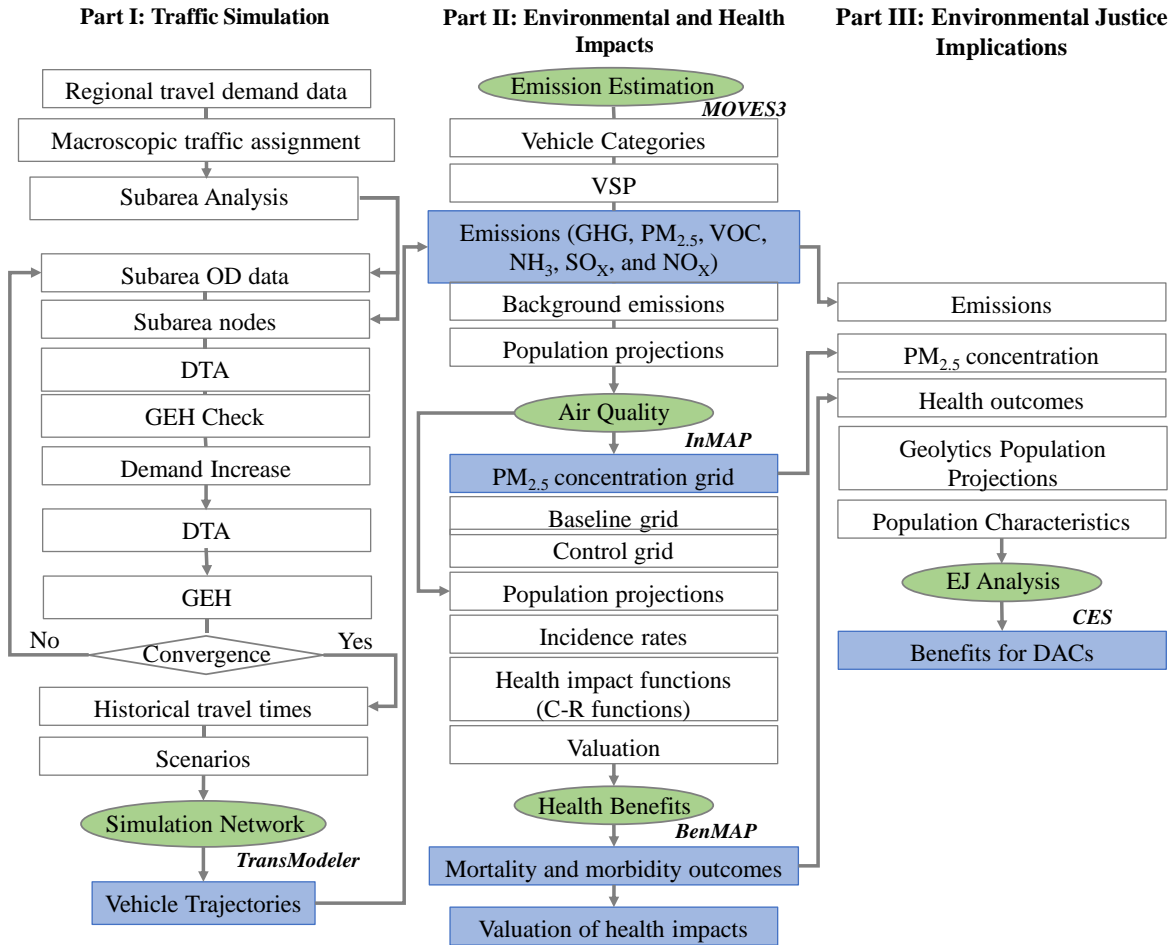 Part I: Traffic Simulation
Regional travel demand data
Macroscopic traffic assignment
Subarea Analysis
Subarea OD data
Subarea nodes
DTA
GEH Check
Demand Increase
DTA
GEH
No
Convergence
Yes
Historical travel times
Scenarios
Simulation Network
TransModeler
Vehicle Trajectories
Part II: Environmental and Health
Impacts
Emission Estimation
MOVES3
Vehicle Categories
VSP
Emissions (GHG, PM2.5, VOC,
NH3, SOX, and NOX)
Background emissions
Population projections
Air Quality
InMAP
PM2.5 concentration grid
Baseline grid
Control grid
Population projections
Incidence rates
Health impact functions
(C-R functions)
Valuation
Health Benefits
BenMAP
Mortality and morbidity outcomes
Valuation of health impacts
Part III: Environmental Justice
Implications
Emissions
PM2.5 concentration
Health outcomes
Geolytics Population
Projections
Population Characteristics
EJ Analysis
CES
Benefits for DACs